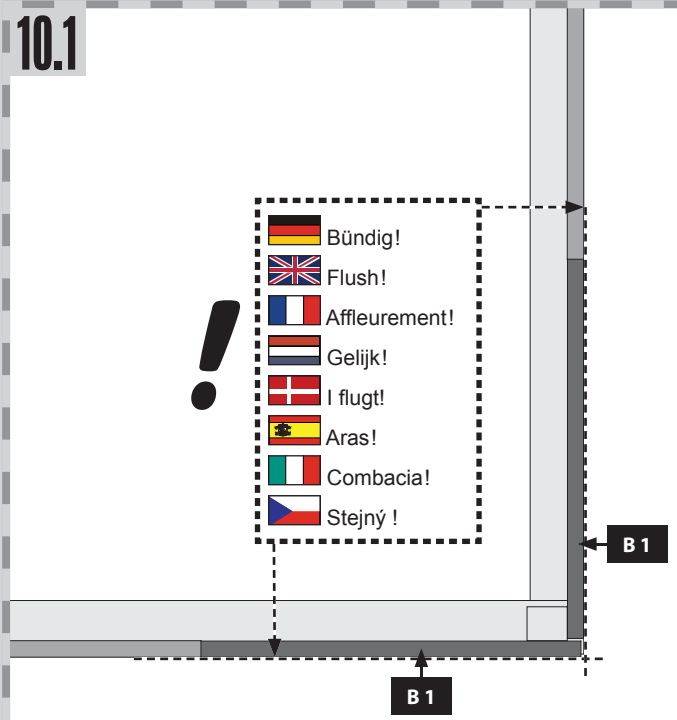 10.1
Bündig!
Flush!
Affleurement!
Gelijk!
I flugt!
Aras!
Combacia!
Stejný !
!
B 1
B 1